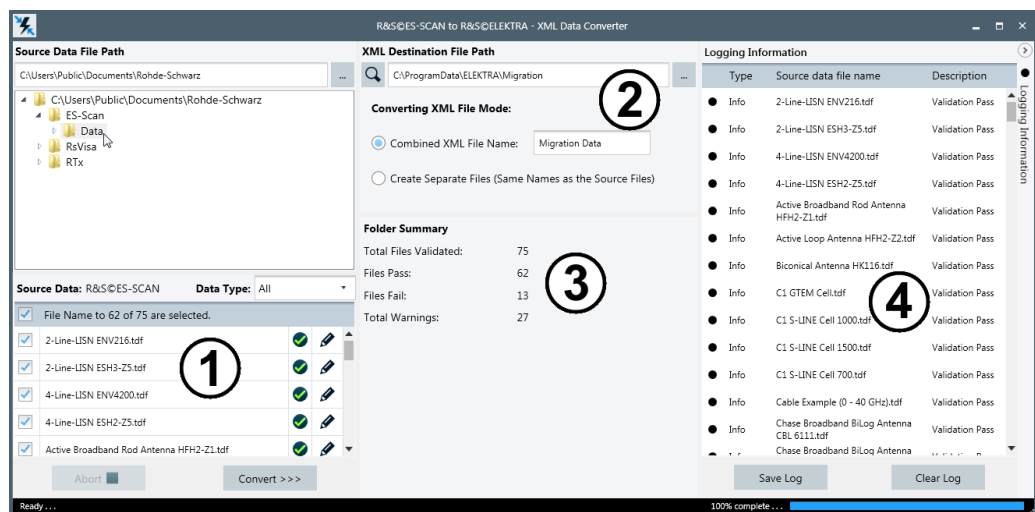 R&S©ES-SCAN to R&S©ELEKTRA - XML Data Converter
Source Data File Path
C:\Users\Public\Documents\Rohde-Schwarz
...
C:\Users\Public\Documents\Rohde-Schwarz
ES-Scan
Data
RsVisa
RTx
Source Data: R&S©ES-SCAN Data Type: All
File Name to 62 of 75 are selected.
2-Line-LISN ENV216.tdf
2-Line-LISN ESH3-Z5.tdf
4-Line-LISN ENV4200.tdf
4-Line-LISN ESH2-Z5.tdf
Active Broadband Rod Antenna HFH2-Z1.tdf
1
Abort Convert >>>
XML Destination File Path
C:\ProgramData\ELEKTRA\Migration
...
2
Converting XML File Mode:
Combined XML File Name: Migration Data
Create Separate Files (Same Names as the Source Files)
Folder Summary
Total Files Validated: 75
Files Pass: 62
Files Fail: 13
Total Warnings: 27
3
Logging Information
Type Source data file name Description
Info 2-Line-LISN ENV216.tdf Validation Pass
Info 2-Line-LISN ESH3-Z5.tdf Validation Pass
Info 4-Line-LISN ENV4200.tdf Validation Pass
Info 4-Line-LISN ESH2-Z5.tdf Validation Pass
Info Active Broadband Rod Antenna Validation Pass
HFH2-Z1.tdf
Info Active Loop Antenna HFH2-Z2.tdf Validation Pass
Info Biconical Antenna HK116.tdf Validation Pass
Info C1 GTEM Cell.tdf Validation Pass
Info C1 S-LINE Cell 1000.tdf Validation Pass
Info C1 S-LINE Cell 1500.tdf Validation Pass
Info C1 S-LINE Cell 700.tdf Validation Pass
Info Cable Example (0 - 40 GHz).tdf Validation Pass
Info Chase Broadband BiLog Antenna Validation Pass
CBL 6111.tdf
Chase Broadband BiLog Antenna
4
Save Log Clear Log
Logging Information
Ready . . .
100% complete . . .